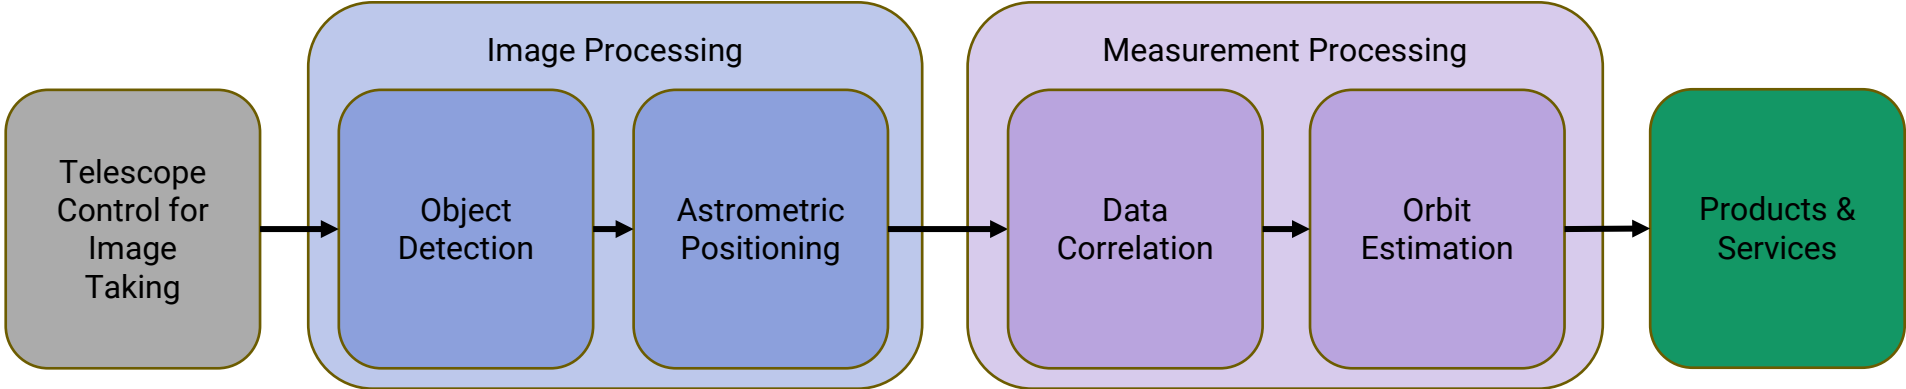 Image Processing
Measurement Processing
Telescope
Control for
Image
Taking
Object
Detection
Astrometric
Positioning
Data
Correlation
Orbit
Estimation
Products &
Services